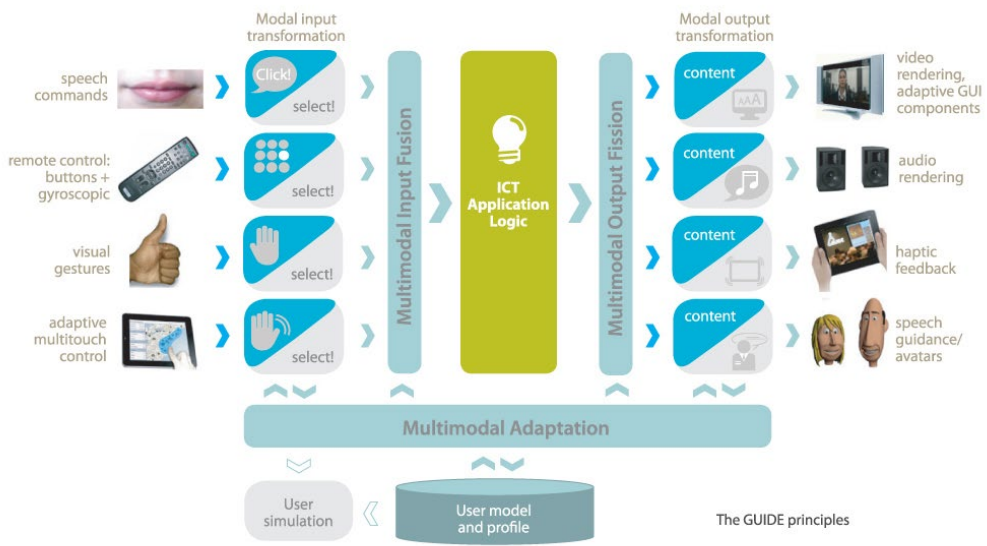 Modal input
transformation
Modal output
transformation
speech
commands
Click!
select!
content
AAA
video
rendering,
adaptive GUI
components
remote control:
buttons +
gyroscopic
select!
content
audio
rendering
visual
gestures
select!
content
haptic
feedback
adaptive
multitouch
control
select!
content
speech
guidance/
avatars
Multimodal Input Fusion
ICT
Application
Logic
Multimodal Output Fission
Multimodal Adaptation
User
simulation
User model
and profile
The GUIDE principles